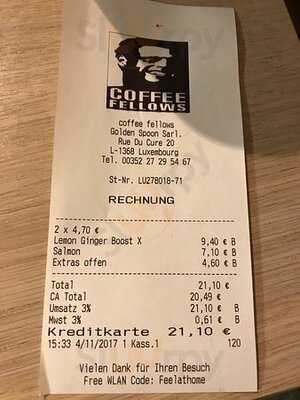 COFFEE
FELLOWS
coffee fellows
Golden Spoon Sarl.
Rue Du Cure 20
L-1368 Luxembourg
Tel. 00352 27 29 54 67
St-Nr. LU278018-71
RECHNUNG
2 x 4,70 €
Lemon Ginger Boost X 9,40 € B
Salmon 7,10 € B
Extras offen 4,60 € B
Total 21,10 €
CA Total 20,49 €
Umsatz 3% 21,10 € B
Mwst 3% 0,61 € B
Kreditkarte 21,10 €
15:33 4/11/2017 1 Kass.1 120
Vielen Dank für Ihren Besuch
Free WLAN Code: Feelathome